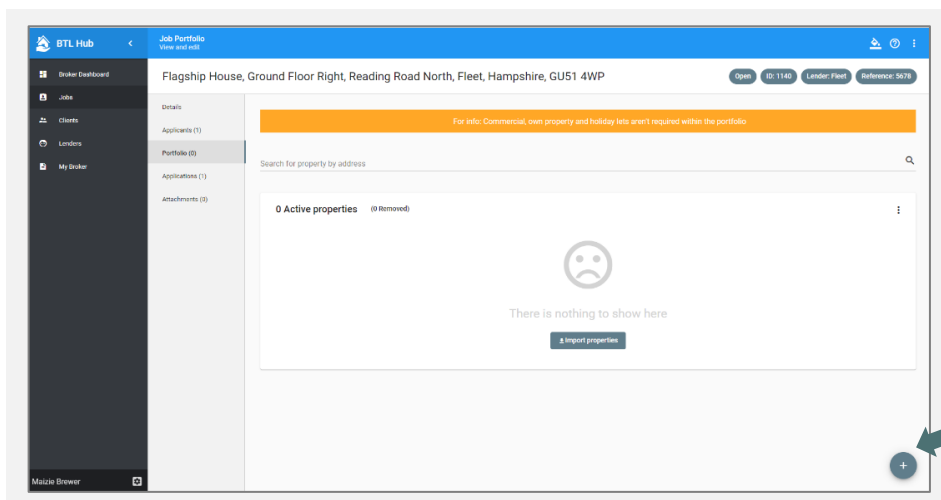 BTL Hub
Job Portfolio
View and edit
Broker Dashboard
Jobs
Clients
Lenders
My Broker
Maizie Brewer
Flagship House, Ground Floor Right, Reading Road North, Fleet, Hampshire, GU51 4WP
Open
ID: 1140
Lender: Fleet
Reference: 5678
Details
Applicants (1)
Portfolio (0)
Applications (1)
Attachments (0)
For info: Commercial, own property and holiday lets aren't required within the portfolio
Search for property by address
0 Active properties (0 Removed)
There is nothing to show here
Import properties